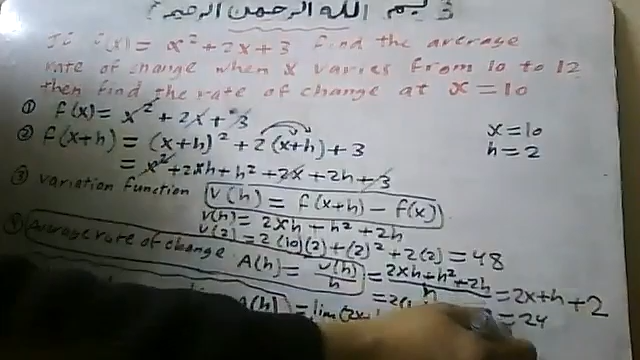 بسم الله الرحمن الرحيم
If f(x) = x² + 2x + 3 find the average
rate of change when x varies from 10 to 12
then find the rate of change at x = 10
① f(x) = x² + 2x + 3
② f(x+h) = (x+h)² + 2(x+h) + 3
= x² + 2xh + h² + 2x + 2h + 3
x = 10
h = 2
③ variation function V(h) = f(x+h) - f(x)
V(h) = 2xh + h² + 2h
V(2) = 2(10)(2) + (2)² + 2(2) = 48
④ Average rate of change A(h) = V(h)/h = 2xh + h² + 2h/h = 2x + h + 2
= 2( = 24
A(h) = lim(2x